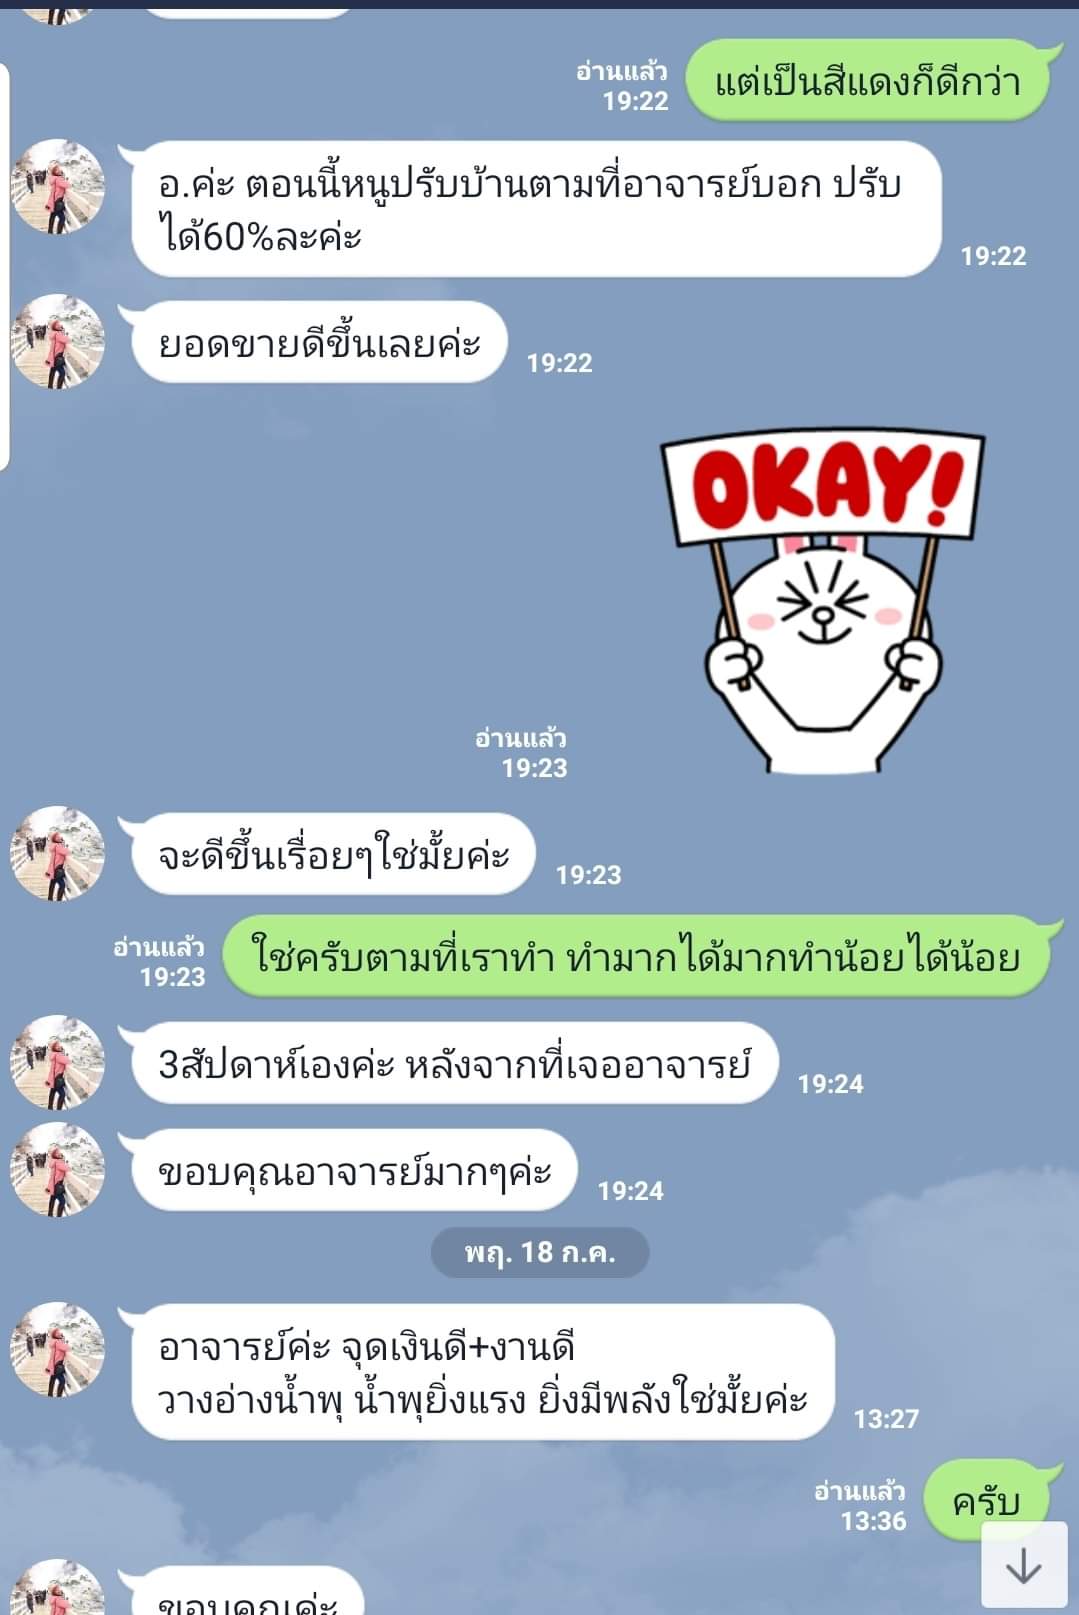 แต่เป็นสีแดงก็ดีกว่า
อ่านแล้ว
19:22
อ.ค่ะ ตอนนี้หนูปรับบ้านตามที่อาจารย์บอก ปรับ
ได้60%ละค่ะ
19:22
ยอดขายดีขึ้นเลยค่ะ
19:22
OKAY!
อ่านแล้ว
19:23
จะดีขึ้นเรื่อยๆใช่มั้ยค่ะ
19:23
ใช่ครับตามที่เราทำ ทำมากได้มากทำน้อยได้น้อย
อ่านแล้ว
19:23
3สัปดาห์เองค่ะ หลังจากที่เจออาจารย์
19:24
ขอบคุณอาจารย์มากๆค่ะ
19:24
พฤ. 18 ก.ค.
อาจารย์ค่ะ จุดเงินดี+งานดี
วางอ่างน้ำพุ น้ำพุยิ่งแรง ยิ่งมีพลังใช่มั้ยค่ะ
13:27
ครับ
อ่านแล้ว
13:36
ขอบคุณค่ะ